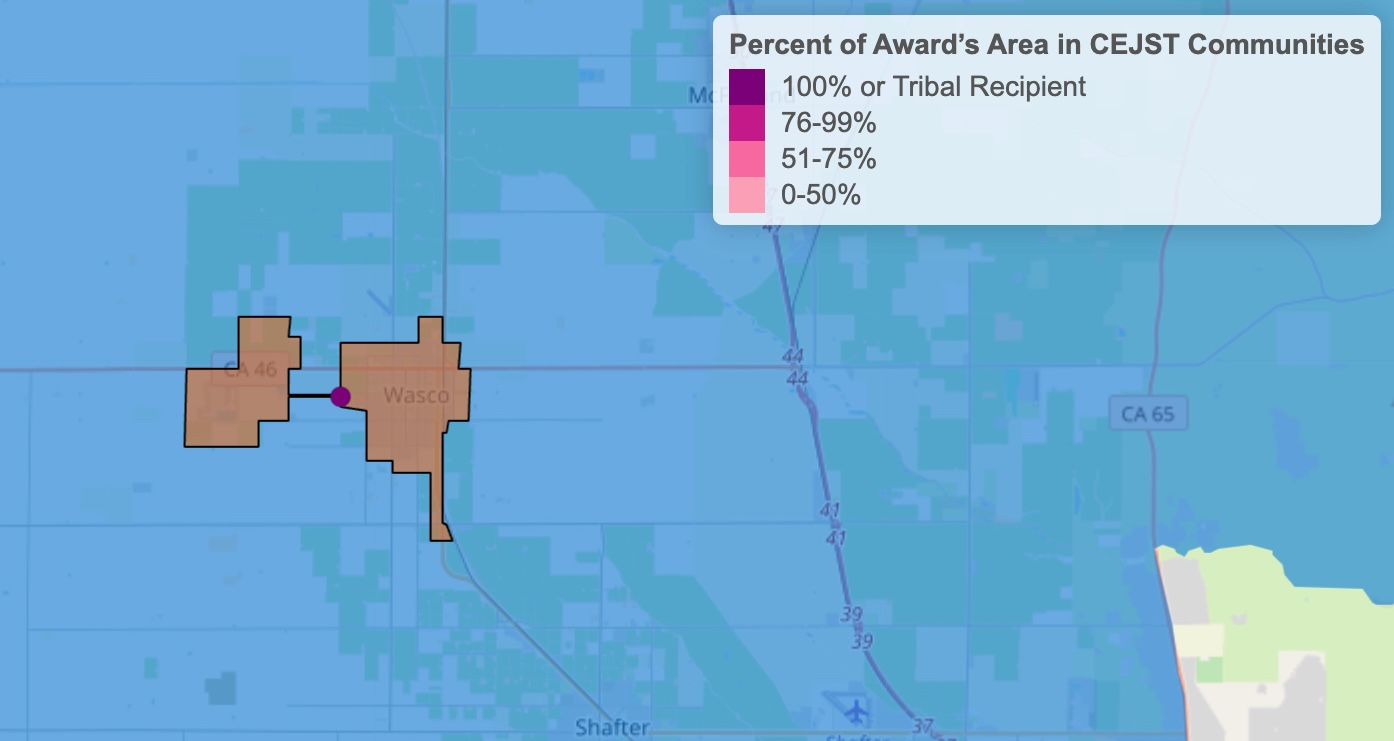 Percent of Award’s Area in CEJST Communities
100% or Tribal Recipient
76-99%
51-75%
0-50%
McFarland
47
44
CA 46
44
Wasco
CA 65
41
41
39
39
Shafter
37
Shafter